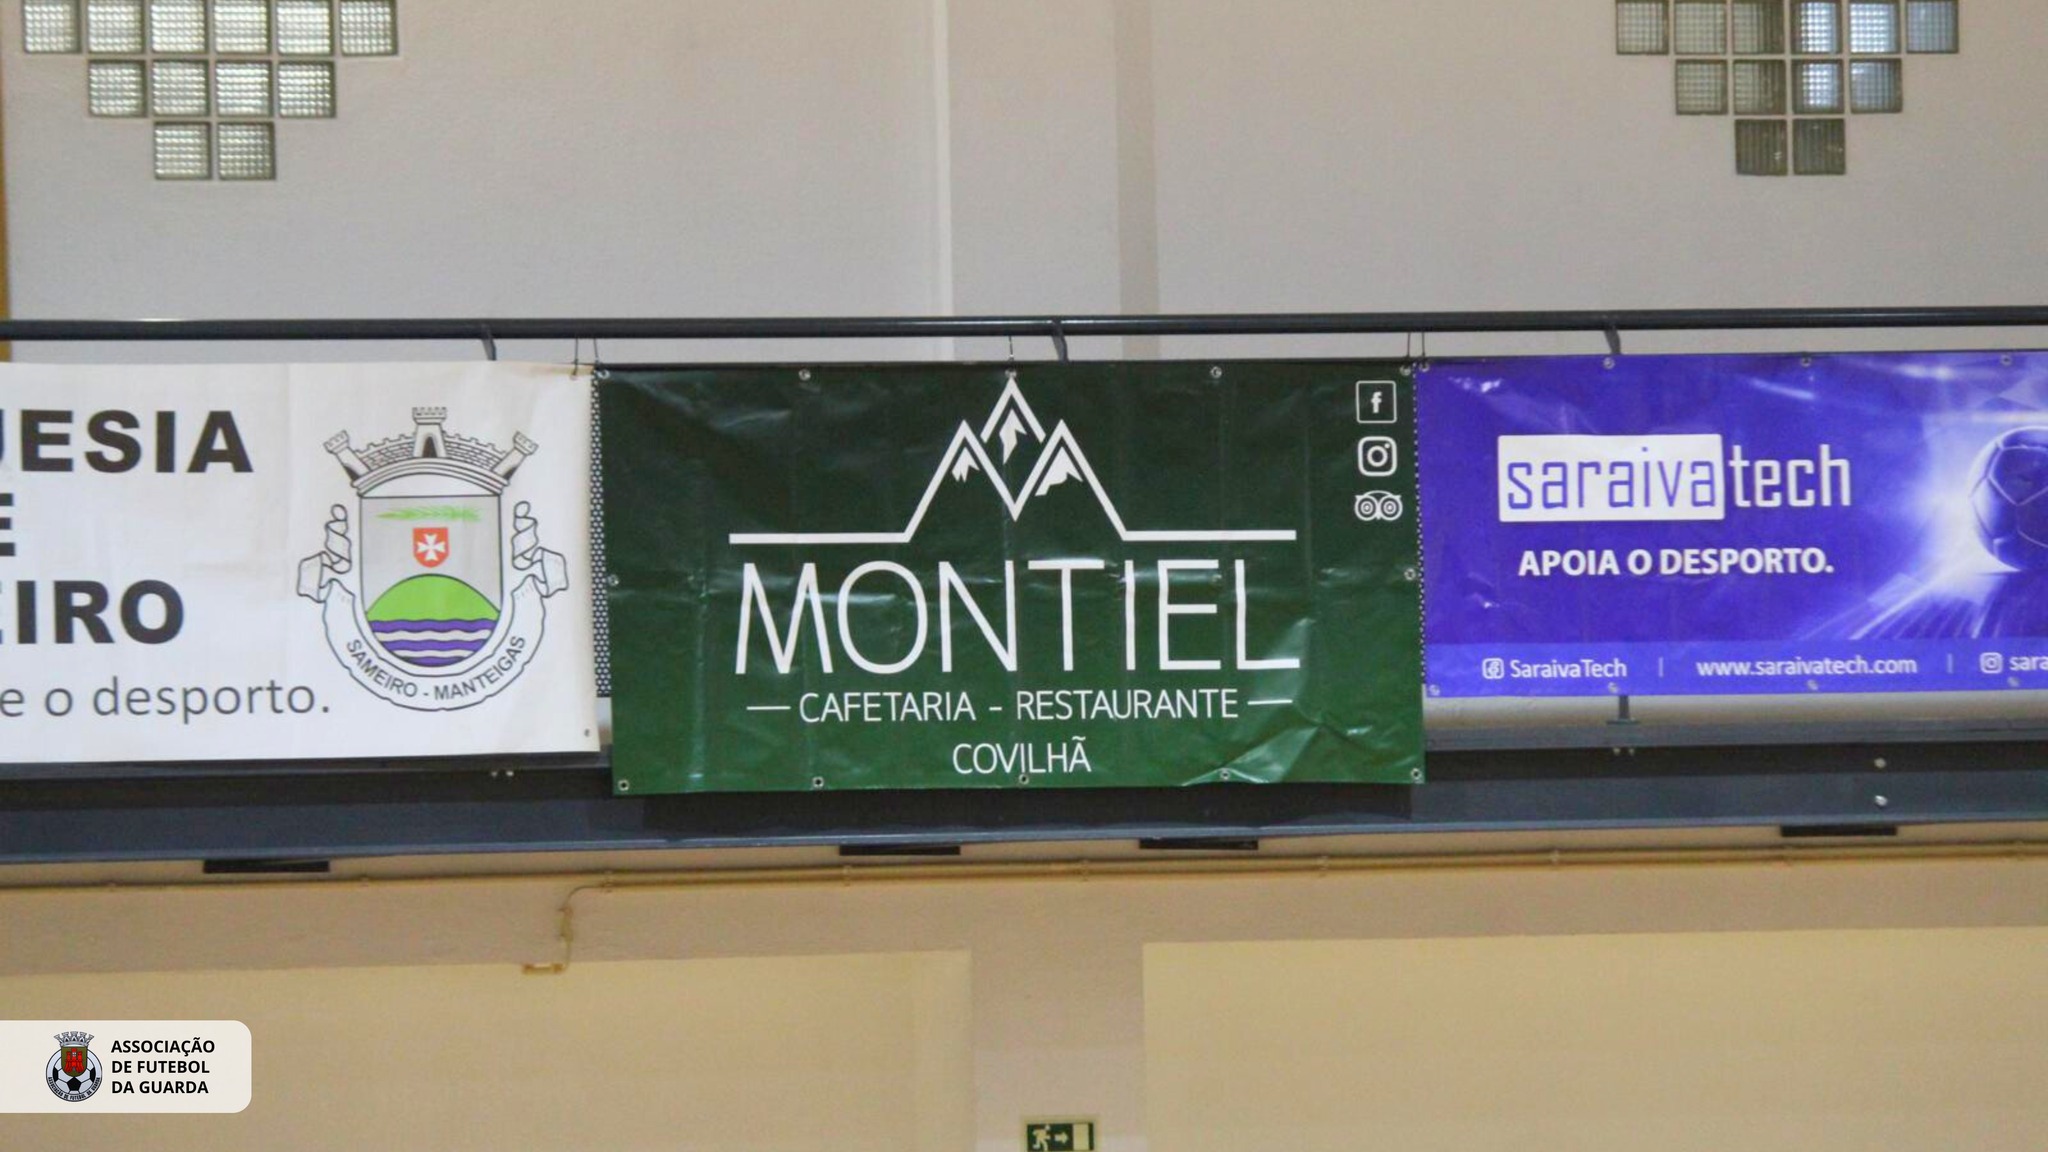 UESIA
E
EIRO
e o desporto.
SAMEIRO - MANTEIGAS
MONTIEL
CAFETARIA - RESTAURANTE
COVILHÃ
saraivatech
APOIA O DESPORTO.
SaraivaTech | www.saraivatech.com | sara
ASSOCIAÇÃO
DE FUTEBOL
DA GUARDA